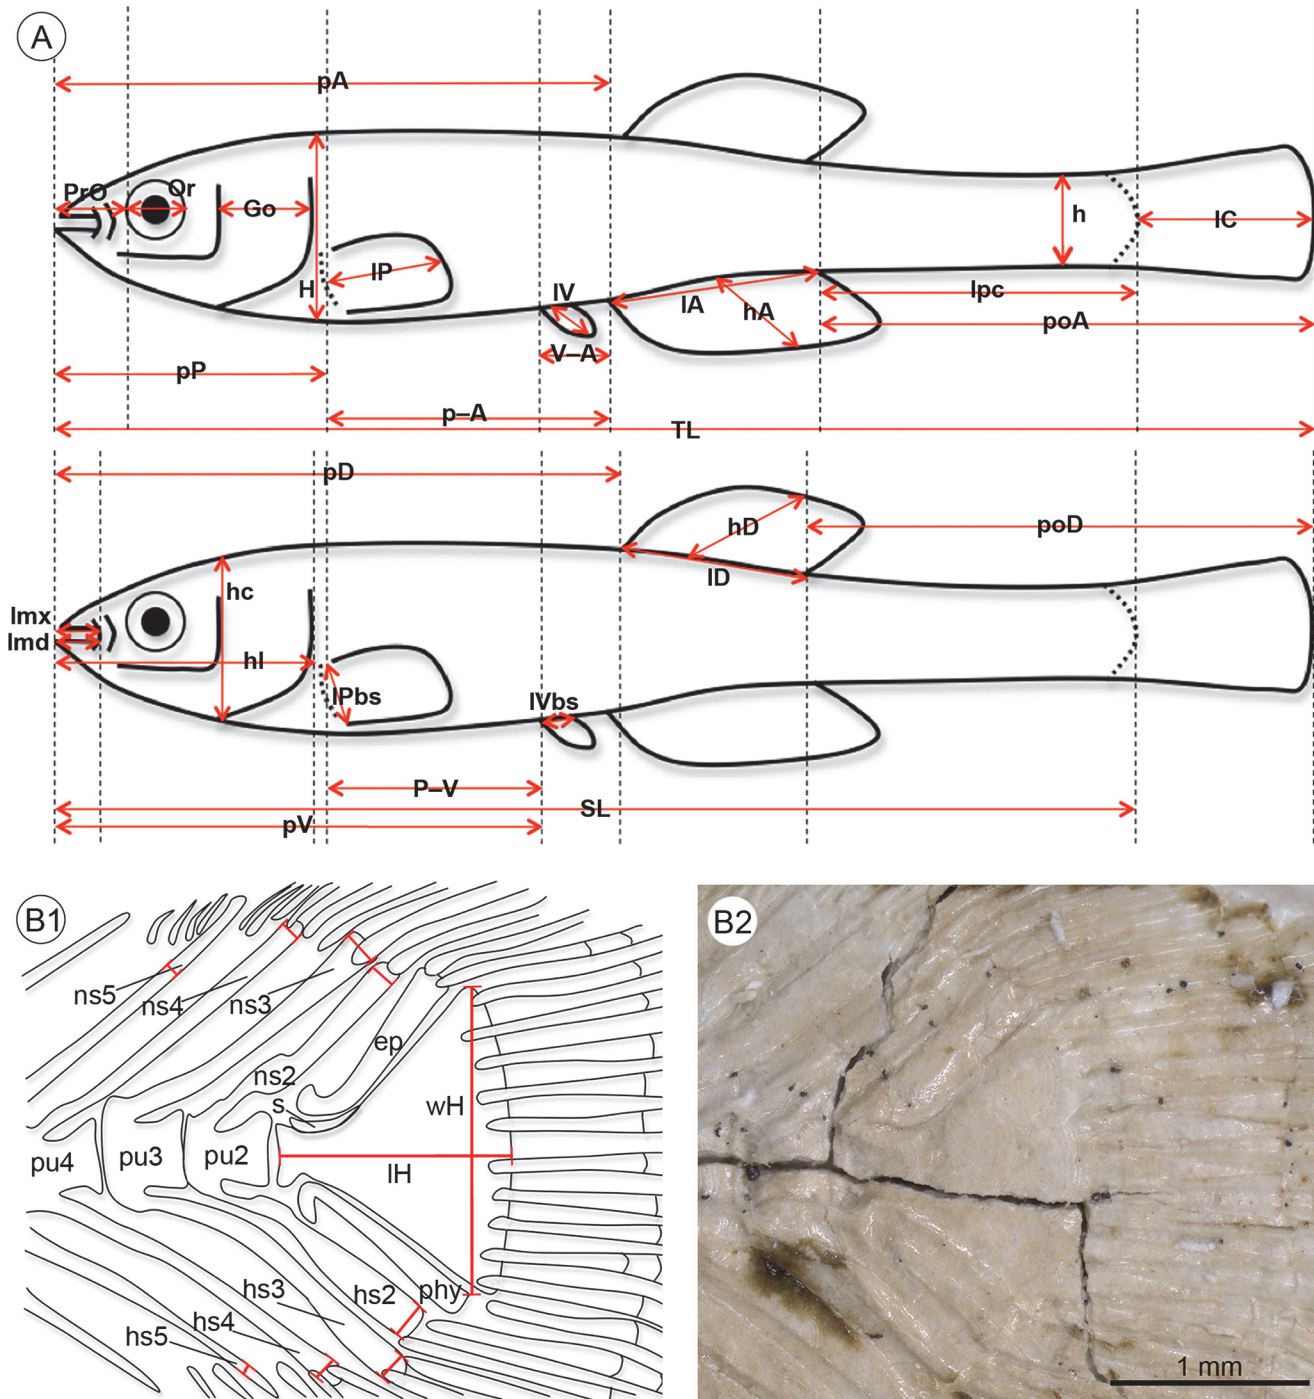 A
pA
PrO
Or
Go
H
lP
lV
V–A
lA
hA
h
lC
lpc
poA
pP
p–A
TL
pD
hD
lD
poD
hc
lmx
lmd
hl
lPbs
lVbs
P–V
SL
pV
B1
ns5
ns4
ns3
ns2
ep
s
wH
lH
pu4
pu3
pu2
phy
hs2
hs3
hs4
hs5
B2
1 mm